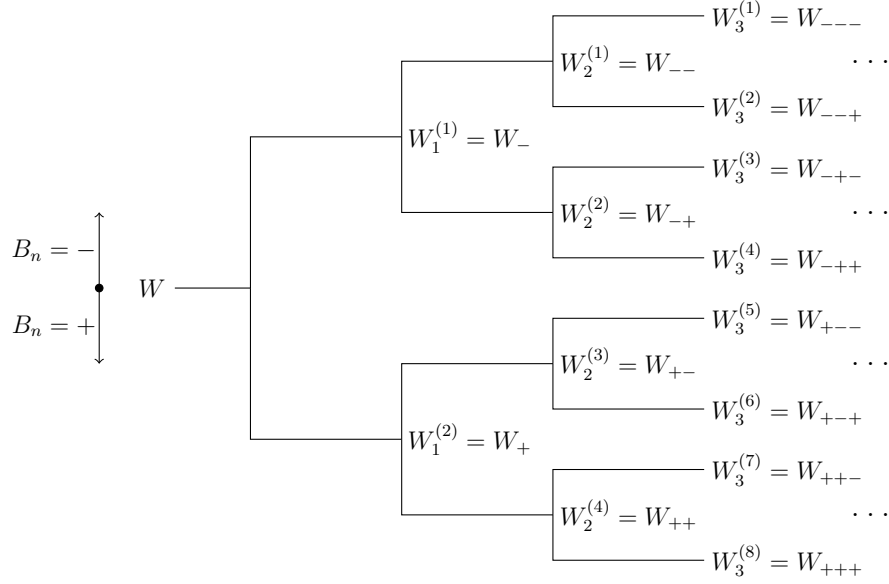 W_3^{(1)} = W_{---}
W_2^{(1)} = W_{--}
· · ·
W_3^{(2)} = W_{--+}
W_1^{(1)} = W_-
W_3^{(3)} = W_{-+-}
W_2^{(2)} = W_{-+}
· · ·
W_3^{(4)} = W_{-++}
B_n = −
W
B_n = +
W_3^{(5)} = W_{+--}
W_2^{(3)} = W_{+-}
· · ·
W_3^{(6)} = W_{+-+}
W_1^{(2)} = W_+
W_3^{(7)} = W_{++-}
W_2^{(4)} = W_{++}
· · ·
W_3^{(8)} = W_{+++}